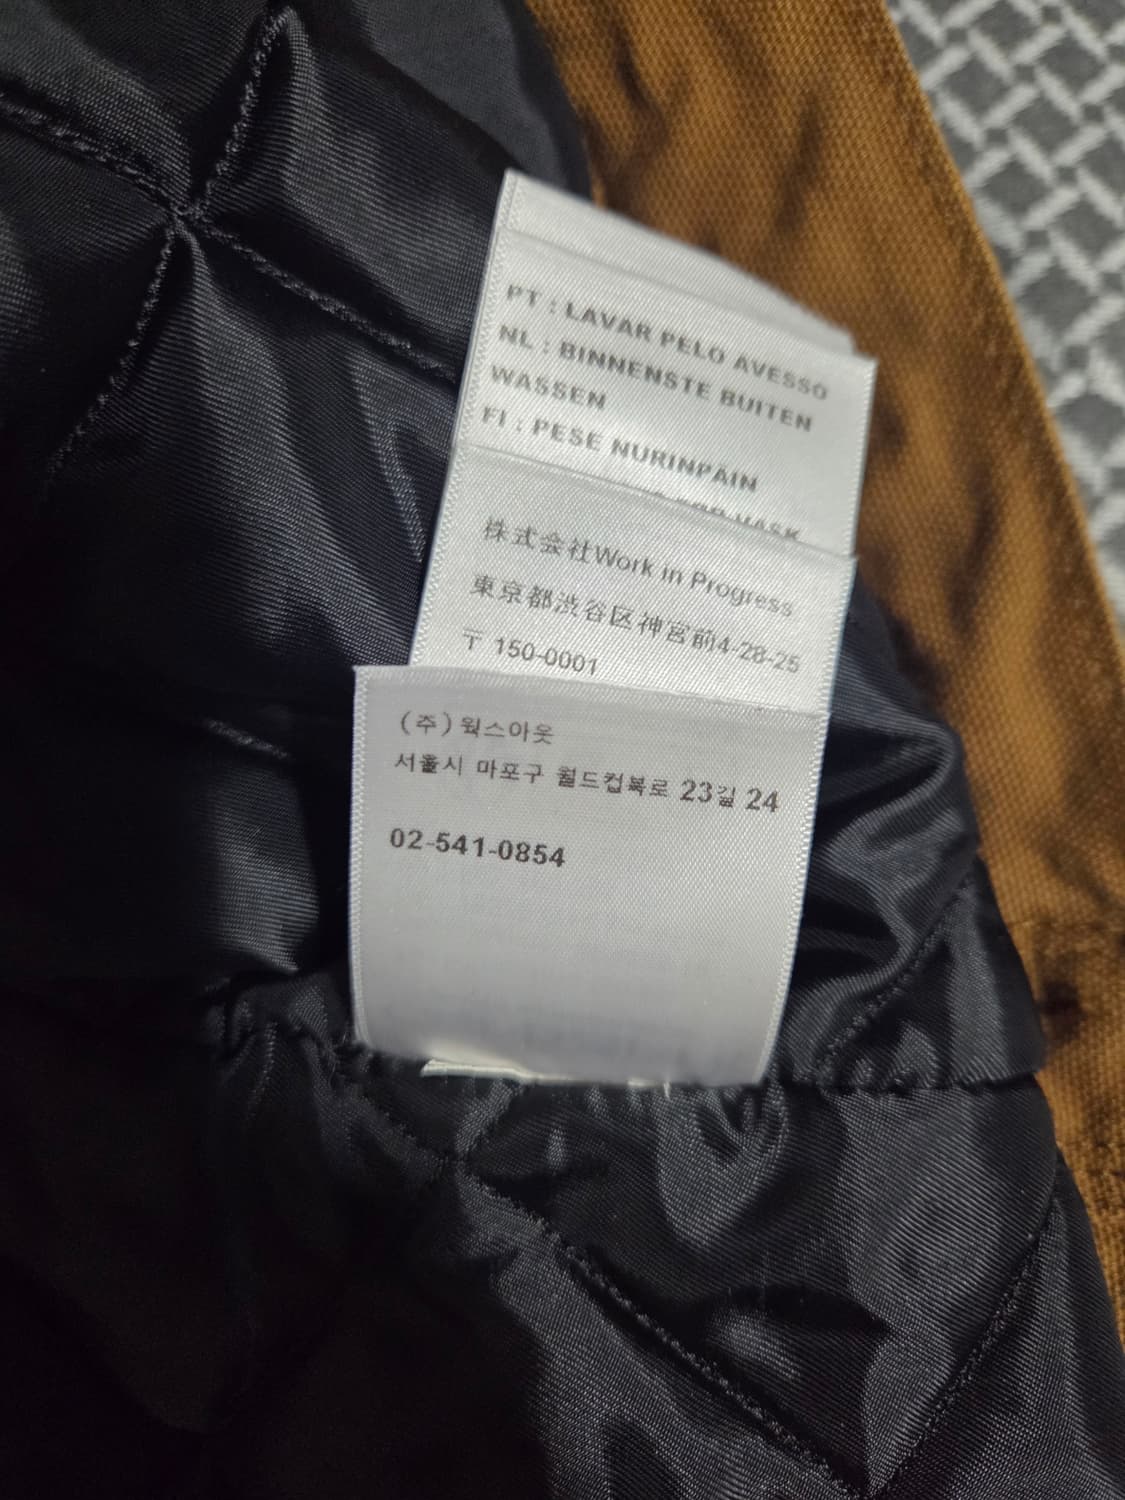 PT : LAVAR PELO AVESSO
NL : BINNENSTE BUITEN
WASSEN
FI : PESE NURINPAIN
VASK
株式会社Work in Progress
東京都渋谷区神宮前4-28-25
〒 150-0001
(주) 웍스아웃
서울시 마포구 월드컵북로 23길 24
02-541-0854